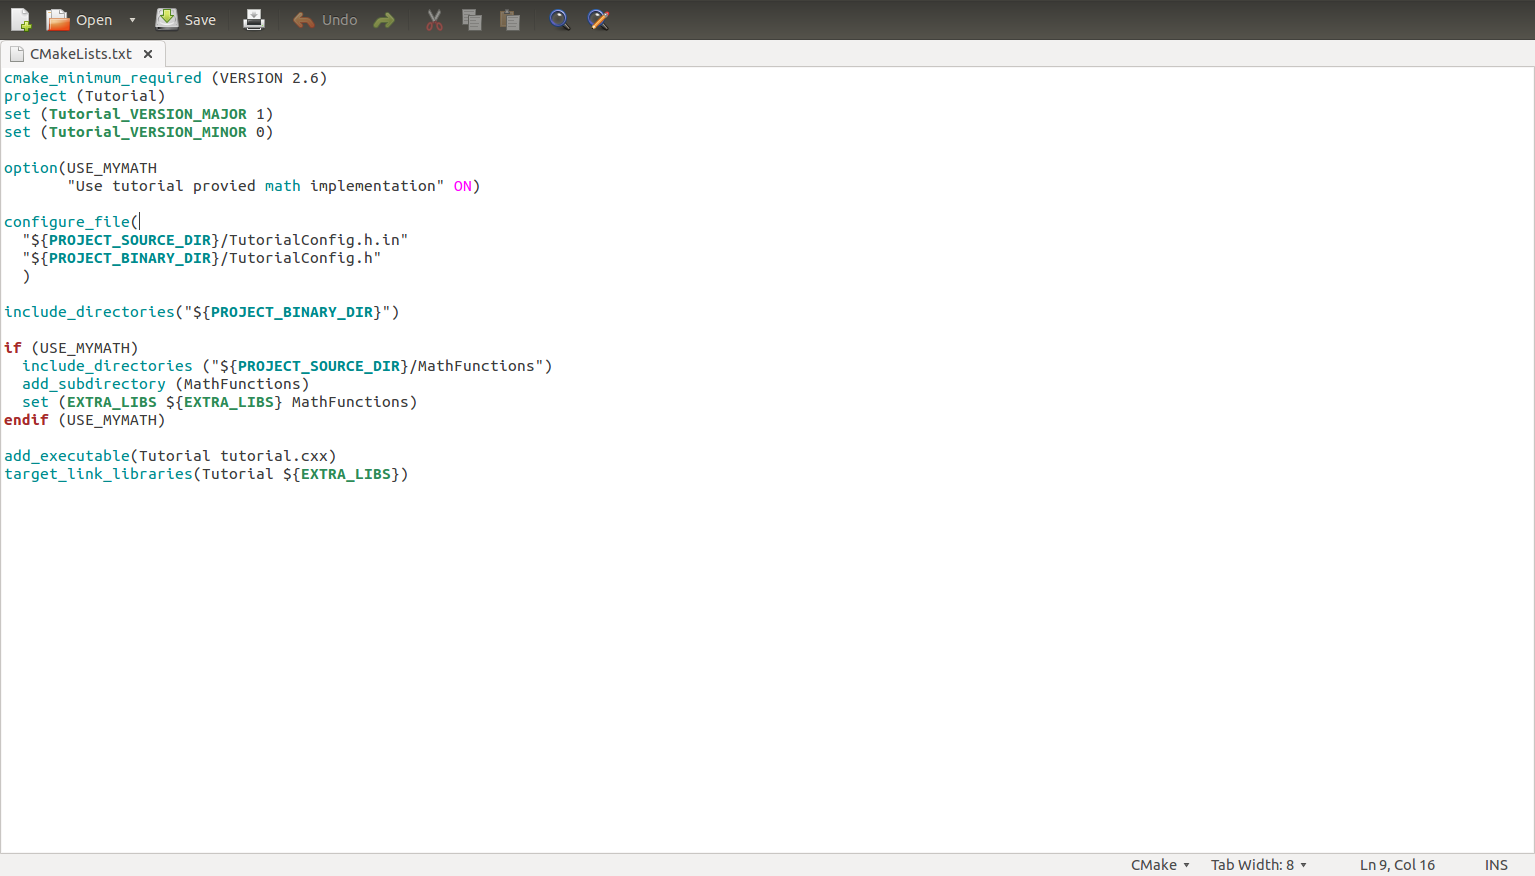 Open Save Undo
CMakeLists.txt
cmake_minimum_required (VERSION 2.6)
project (Tutorial)
set (Tutorial_VERSION_MAJOR 1)
set (Tutorial_VERSION_MINOR 0)
option(USE_MYMATH
"Use tutorial provied math implementation" ON)
configure_file(
"${PROJECT_SOURCE_DIR}/TutorialConfig.h.in"
"${PROJECT_BINARY_DIR}/TutorialConfig.h"
)
include_directories("${PROJECT_BINARY_DIR}")
if (USE_MYMATH)
include_directories ("${PROJECT_SOURCE_DIR}/MathFunctions")
add_subdirectory (MathFunctions)
set (EXTRA_LIBS ${EXTRA_LIBS} MathFunctions)
endif (USE_MYMATH)
add_executable(Tutorial tutorial.cxx)
target_link_libraries(Tutorial ${EXTRA_LIBS})
CMake Tab Width: 8 Ln 9, Col 16 INS